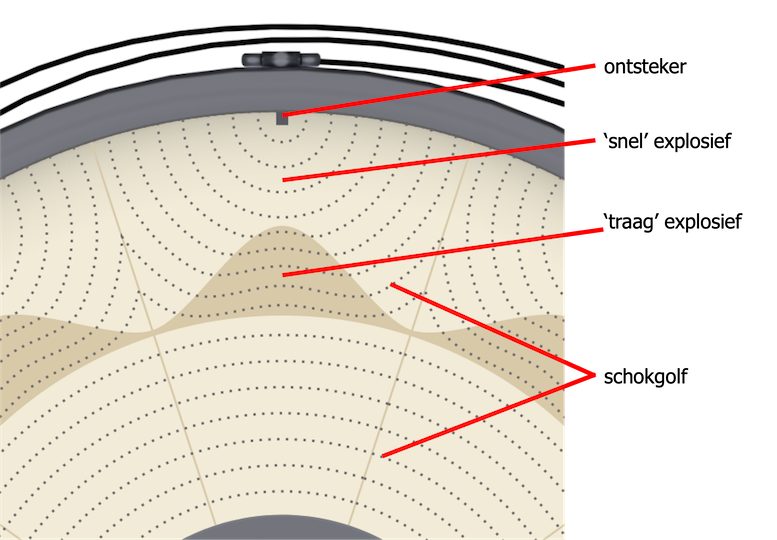 ontsteker
‘snel’ explosief
‘traag’ explosief
schokgolf